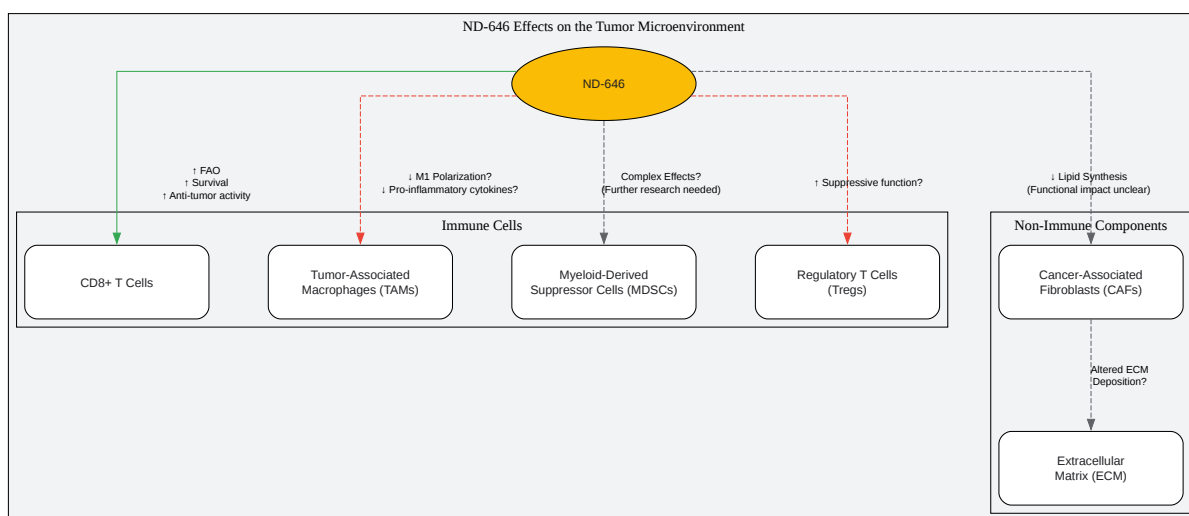 ND-646 Effects on the Tumor Microenvironment
ND-646
↑ FAO
↑ Survival
↑ Anti-tumor activity
↓ M1 Polarization?
↓ Pro-inflammatory cytokines?
Complex Effects?
(Further research needed)
↑ Suppressive function?
↓ Lipid Synthesis
(Functional impact unclear)
Immune Cells
Non-Immune Components
CD8+ T Cells
Tumor-Associated
Macrophages (TAMs)
Myeloid-Derived
Suppressor Cells (MDSCs)
Regulatory T Cells
(Tregs)
Cancer-Associated
Fibroblasts (CAFs)
Altered ECM
Deposition?
Extracellular
Matrix (ECM)